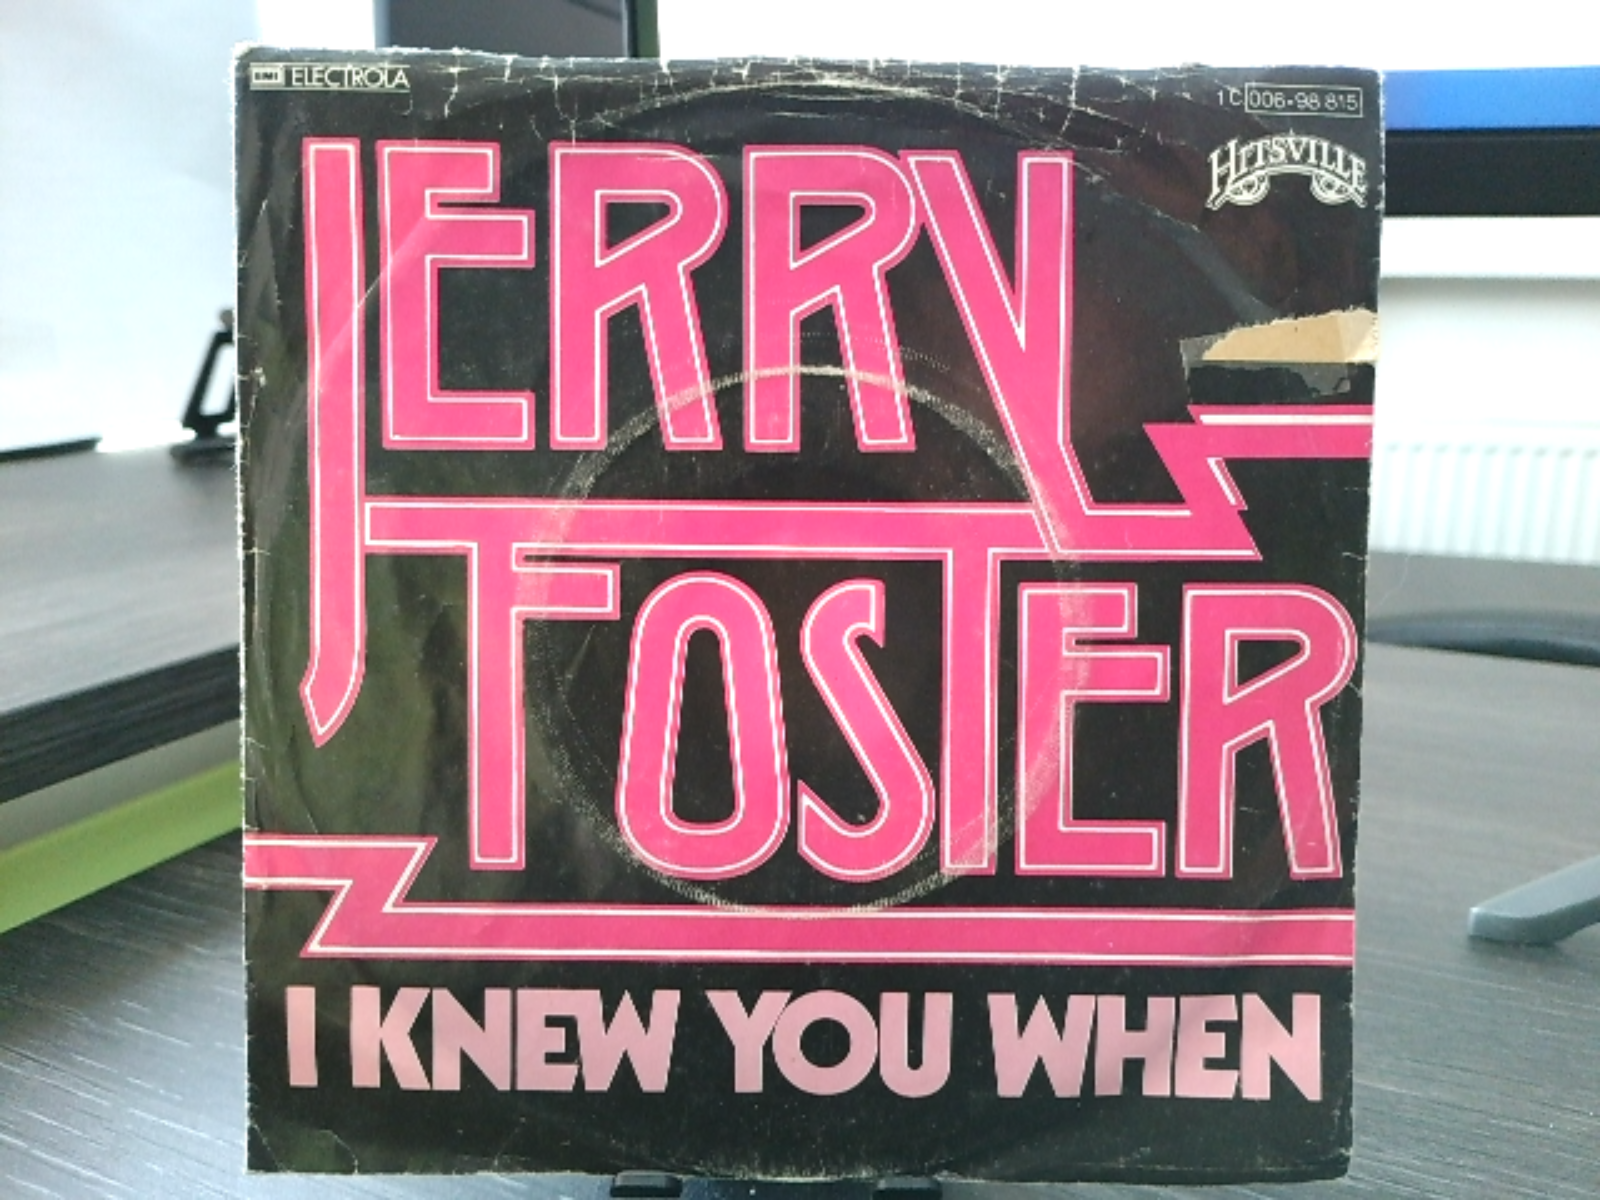 EMI ELECTROLA
1C 006-98 815
HITSVILLE
JERRY
FOSTER
I KNEW YOU WHEN